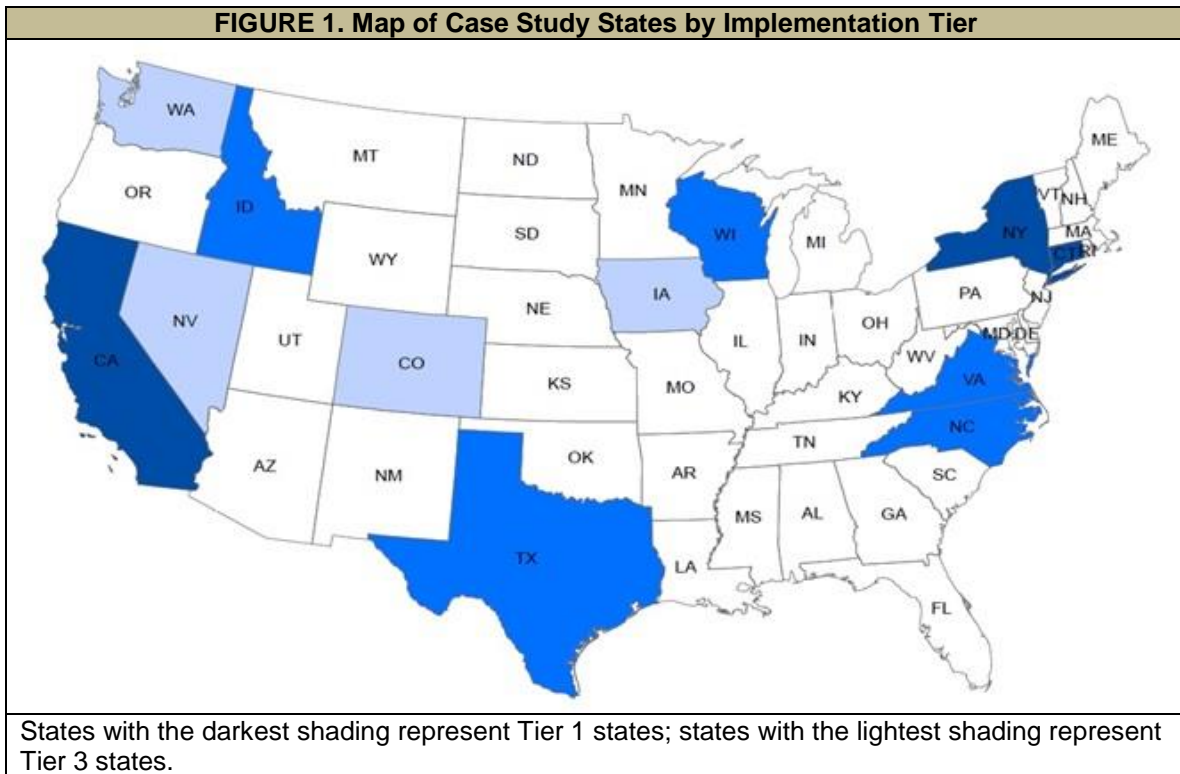 FIGURE 1. Map of Case Study States by Implementation Tier
WA
MT
ND
MN
ME
OR
ID
SD
WI
MI
VT
NH
NY
MA
CT
RI
WY
IA
NE
PA
NJ
NV
UT
CO
IL
IN
OH
MD
DE
WV
CA
KS
MO
KY
VA
NC
TN
AZ
NM
OK
AR
SC
MS
AL
GA
TX
LA
FL
States with the darkest shading represent Tier 1 states; states with the lightest shading represent
Tier 3 states.